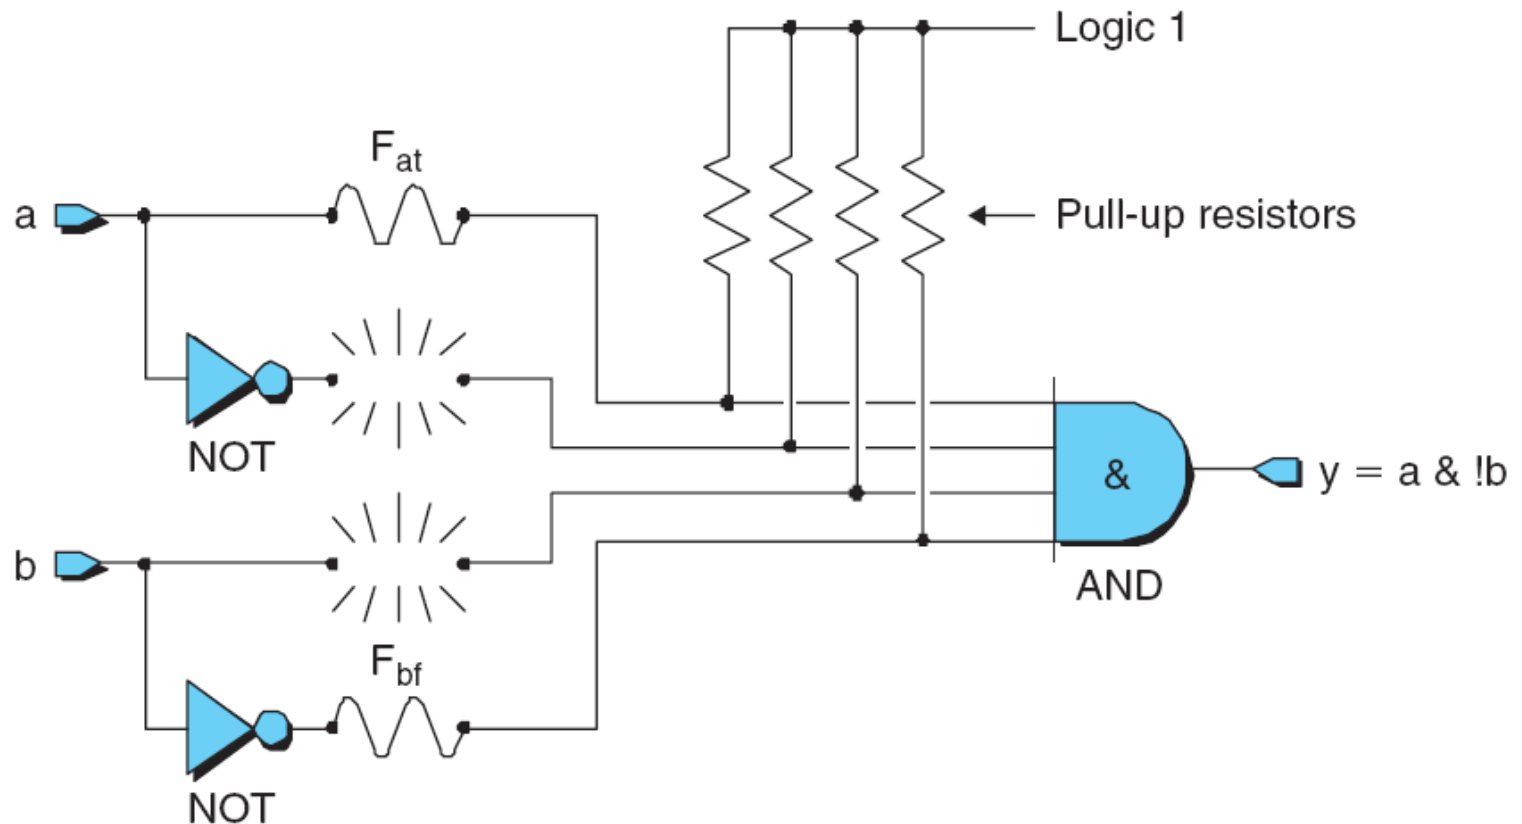 Logic 1
Fat
a
Pull-up resistors
NOT
& y = a & !b
b
AND
Fbf
NOT